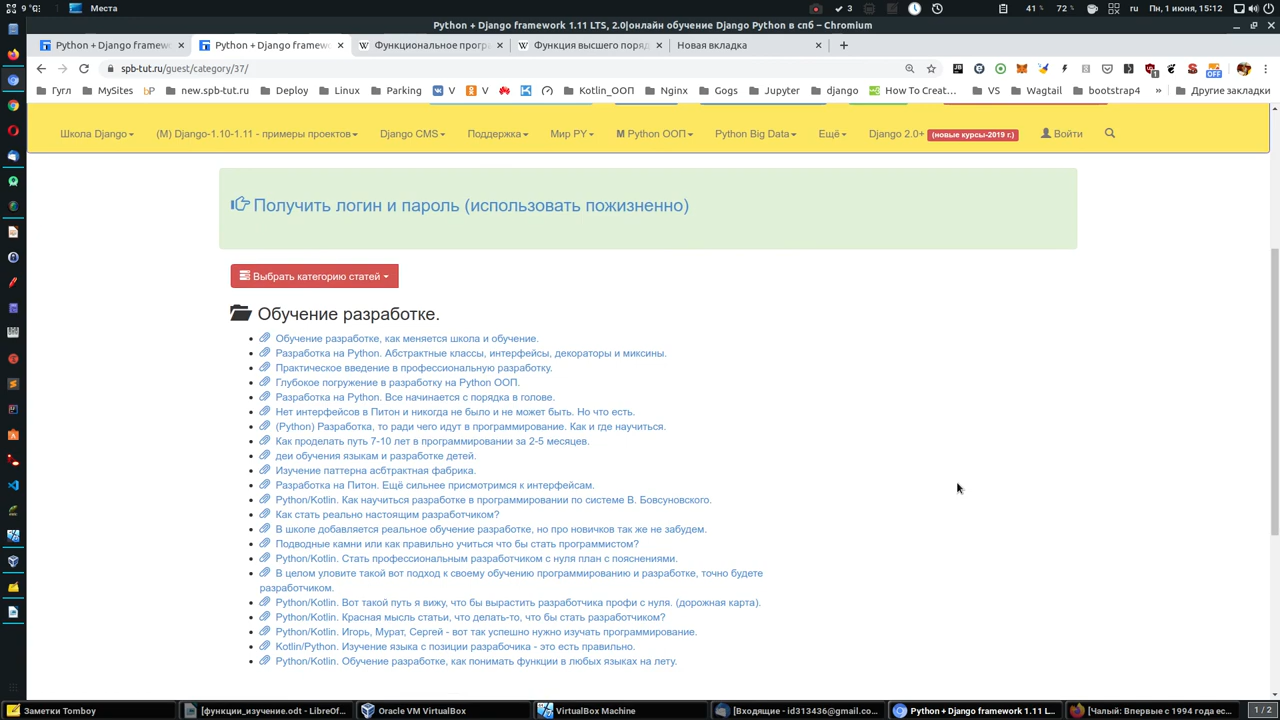 9 °G:
Места
3
41 %
72 %
ru
Пн, 1 июня, 15:12
Python + Django framework 1.11 LTS, 2.0|онлайн обучение Django Python в спб – Chromium
Python + Django framew
Python + Django framew
Функциональное прог
Функция высшего поряд
Новая вкладка
spb-tut.ru/guest/category/37/
Гугл
MySites
bP
new.spb-tut.ru
Deploy
Linux
Parking
V
V
Kotlin_ООП
Nginx
Gogs
Jupyter
django
How To Creat...
VS
Wagtail
bootstrap4
»
Другие закладки
Школа Django
(M) Django-1.10-1.11 - примеры проектов
Django CMS
Поддержка
Мир PY
М Python ООП
Python Big Data
Ещё
Django 2.0+ (новые курсы-2019 г.)
Войти
Получить логин и пароль (использовать пожизненно)
Выбрать категорию статей
Обучение разработке.
Обучение разработке, как меняется школа и обучение.
Разработка на Python. Абстрактные классы, интерфейсы, декораторы и миксины.
Практическое введение в профессиональную разработку.
Глубокое погружение в разработку на Python ООП.
Разработка на Python. Все начинается с порядка в голове.
Нет интерфейсов в Питон и никогда не было и не может быть. Но что есть.
(Python) Разработка, то ради чего идут в программирование. Как и где научиться.
Как проделать путь 7-10 лет в программировании за 2-5 месяцев.
деи обучения языкам и разработке детей.
Изучение паттерна асбтрактная фабрика.
Разработка на Питон. Ещё сильнее присмотримся к интерфейсам.
Python/Kotlin. Как научиться разработке в программировании по системе В. Бовсуновского.
Как стать реально настоящим разработчиком?
В школе добавляется реальное обучение разработке, но про новичков так же не забудем.
Подводные камни или как правильно учиться что бы стать программистом?
Python/Kotlin. Стать профессиональным разработчиком с нуля план с пояснениями.
В целом уловите такой вот подход к своему обучению программированию и разработке, точно будете
разработчиком.
Python/Kotlin. Вот такой путь я вижу, что бы вырастить разработчика профи с нуля. (дорожная карта).
Python/Kotlin. Красная мысль статьи, что делать-то, что бы стать разработчиком?
Python/Kotlin. Игорь, Мурат, Сергей - вот так успешно нужно изучать программирование.
Kotlin/Python. Изучение языка с позиции разрабочика - это есть правильно.
Python/Kotlin. Обучение разработке, как понимать функции в любых языках на лету.
Заметки Tomboy
[функции_изучение.odt - LibreOf...
Oracle VM VirtualBox
VirtualBox Machine
[Входящие - id313436@gmail.co...
Python + Django framework 1.11 L...
[Чалый: Впервые с 1994 года ес...
1 / 2